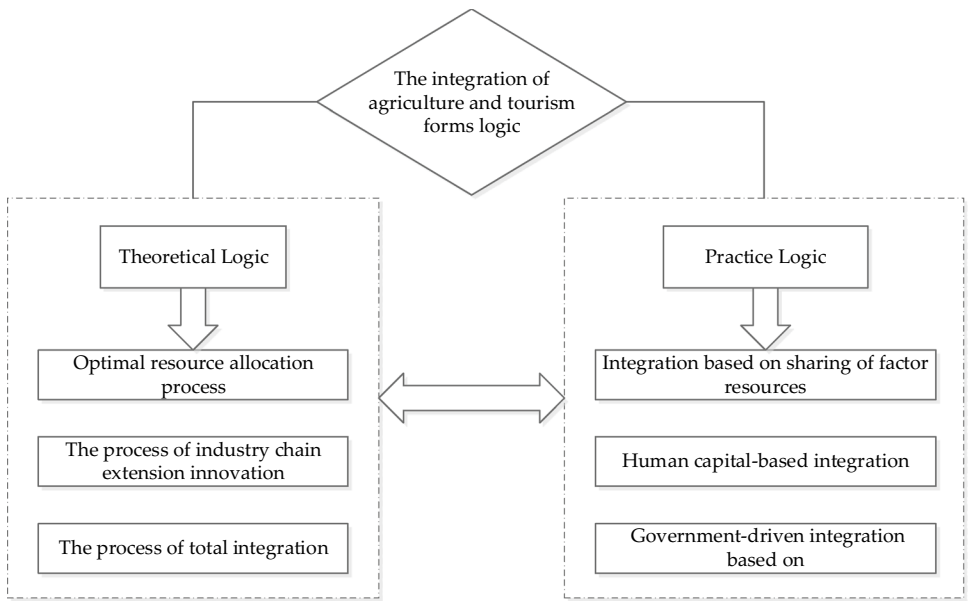 The integration of
agriculture and tourism
forms logic
Theoretical Logic
Optimal resource allocation
process
The process of industry chain
extension innovation
The process of total integration
Practice Logic
Integration based on sharing of factor
resources
Human capital-based integration
Government-driven integration
based on